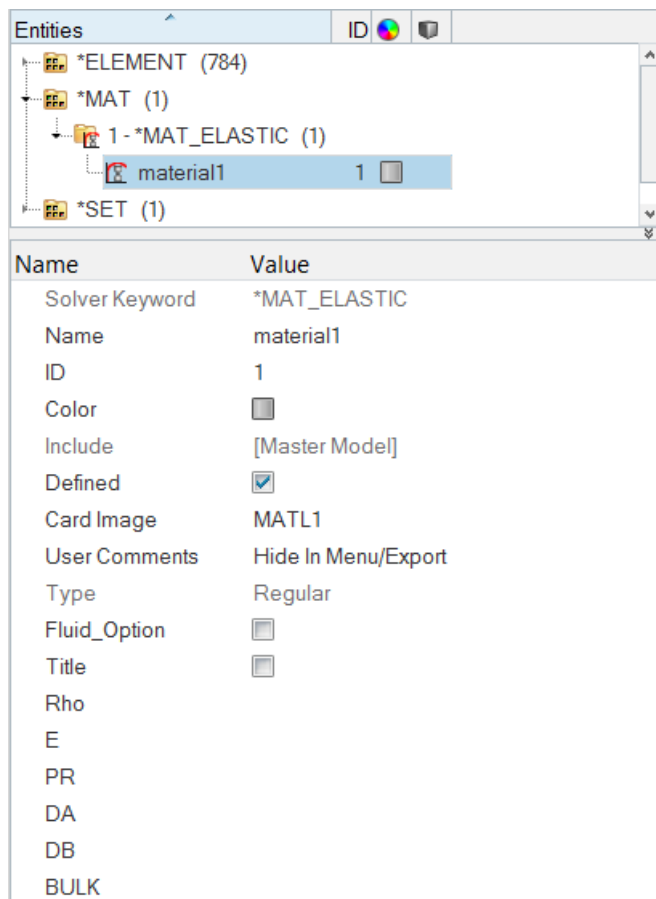 Entities ID
*ELEMENT (784)
*MAT (1)
1 - *MAT_ELASTIC (1)
material1 1
*SET (1)
Name Value
Solver Keyword *MAT_ELASTIC
Name material1
ID 1
Color
Include [Master Model]
Defined
Card Image MATL1
User Comments Hide In Menu/Export
Type Regular
Fluid_Option
Title
Rho
E
PR
DA
DB
BULK